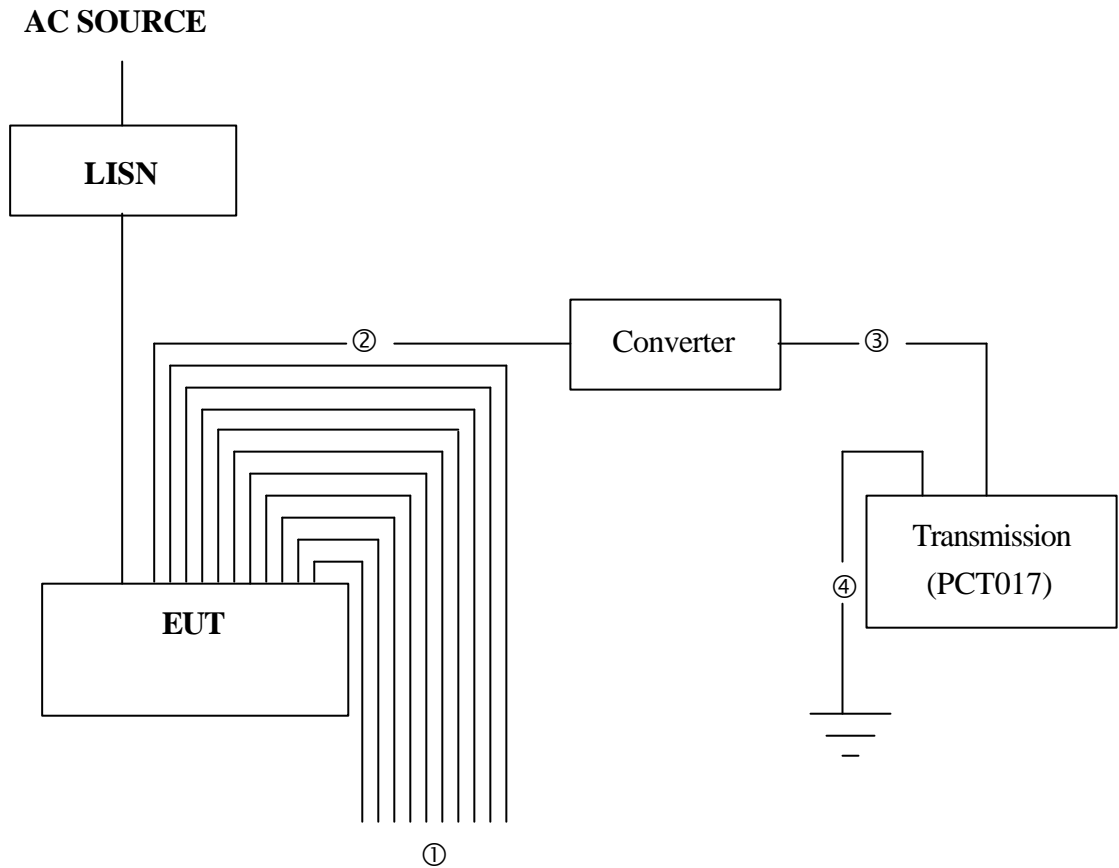 AC SOURCE
LISN
②
Converter
③
Transmission
(PCT017)
④
EUT
①